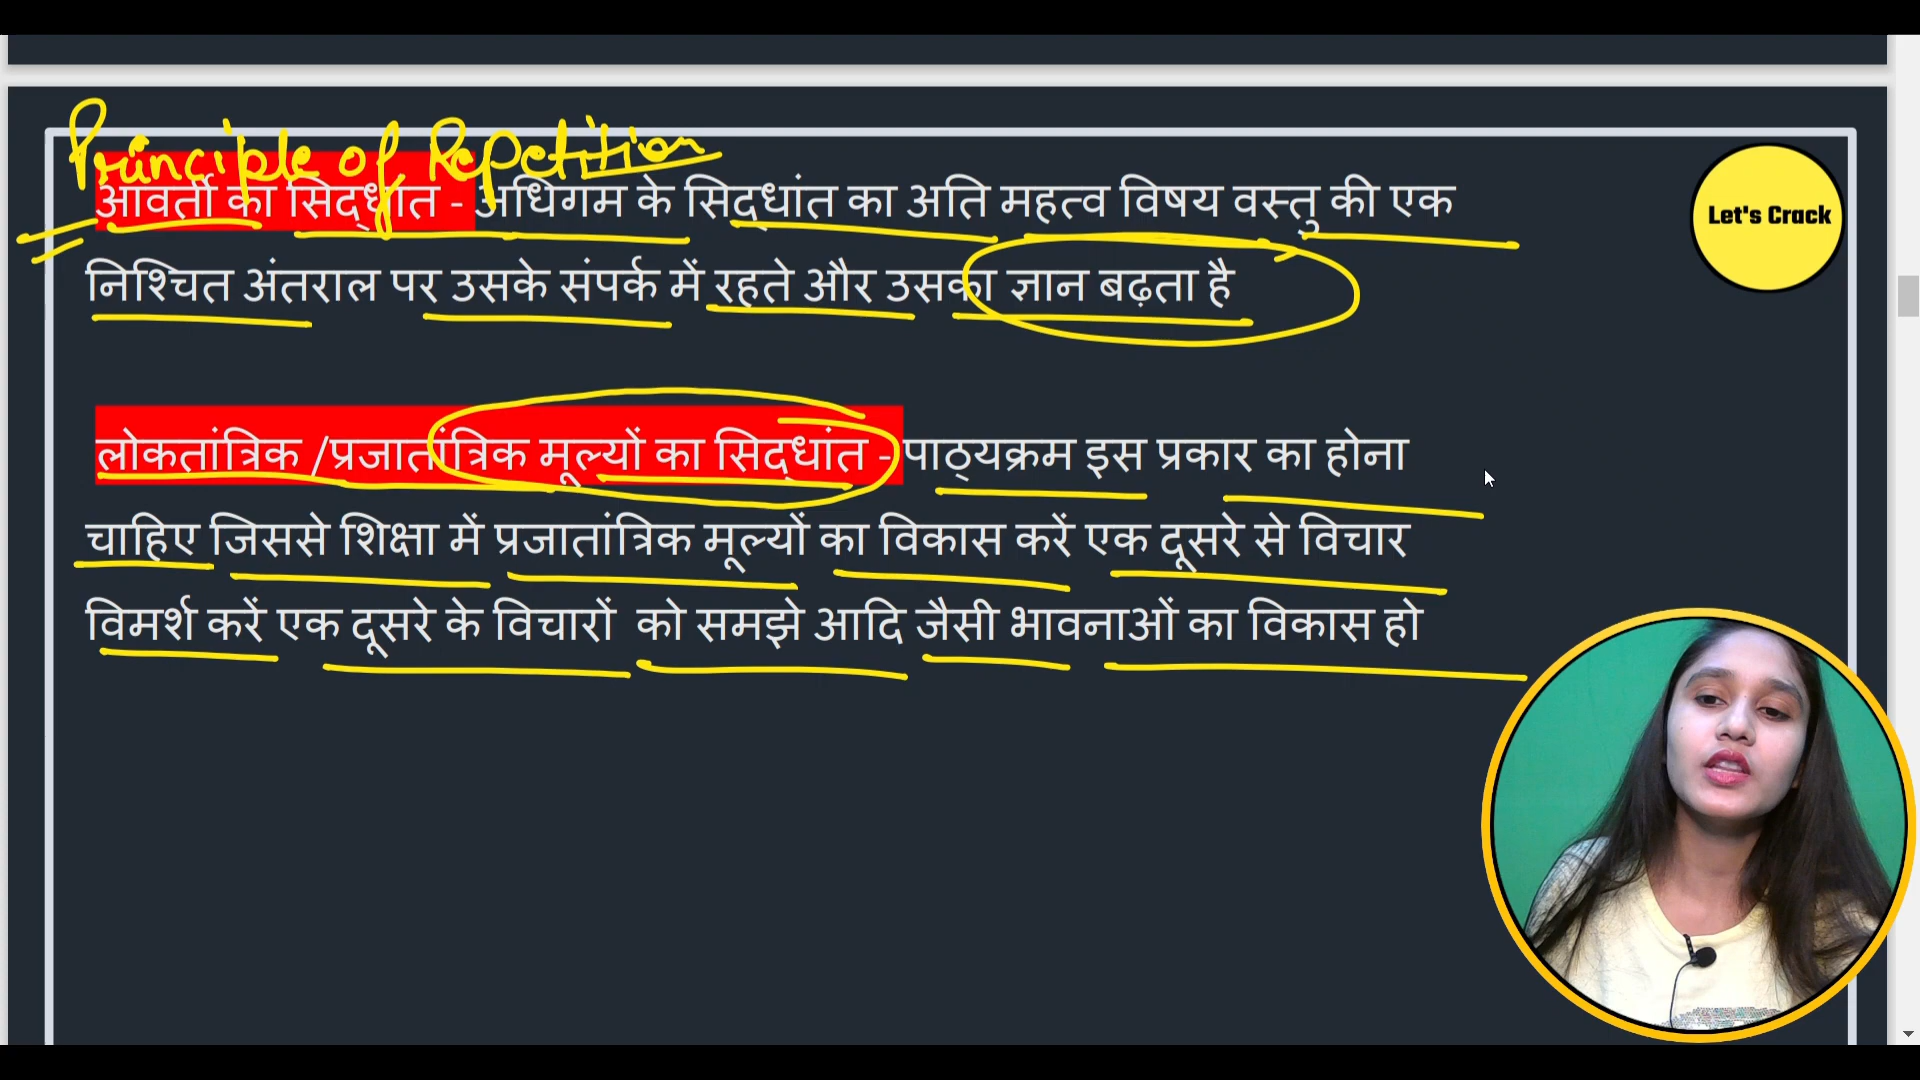 Principle of Repetition
आवर्ती का सिद्धांत - अधिगम के सिद्धांत का अति महत्व विषय वस्तु की एक
निश्चित अंतराल पर उसके संपर्क में रहते और उसका ज्ञान बढ़ता है
Let's Crack
लोकतांत्रिक /प्रजातांत्रिक मूल्यों का सिद्धांत - पाठ्यक्रम इस प्रकार का होना
चाहिए जिससे शिक्षा में प्रजातांत्रिक मूल्यों का विकास करें एक दूसरे से विचार
विमर्श करें एक दूसरे के विचारों को समझे आदि जैसी भावनाओं का विकास हो